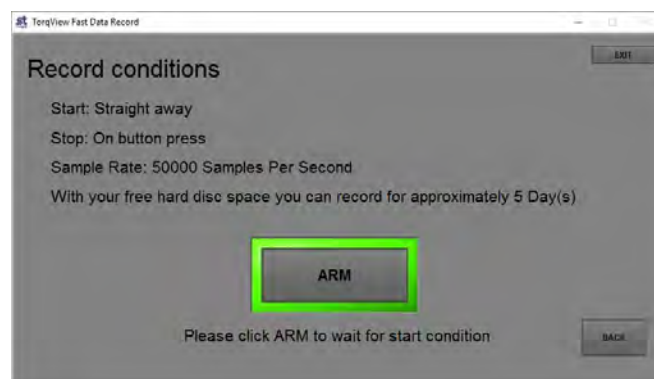 TorqView Fast Data Record
EXIT
Record conditions
Start: Straight away
Stop: On button press
Sample Rate: 50000 Samples Per Second
With your free hard disc space you can record for approximately 5 Day(s)
ARM
Please click ARM to wait for start condition
BACK